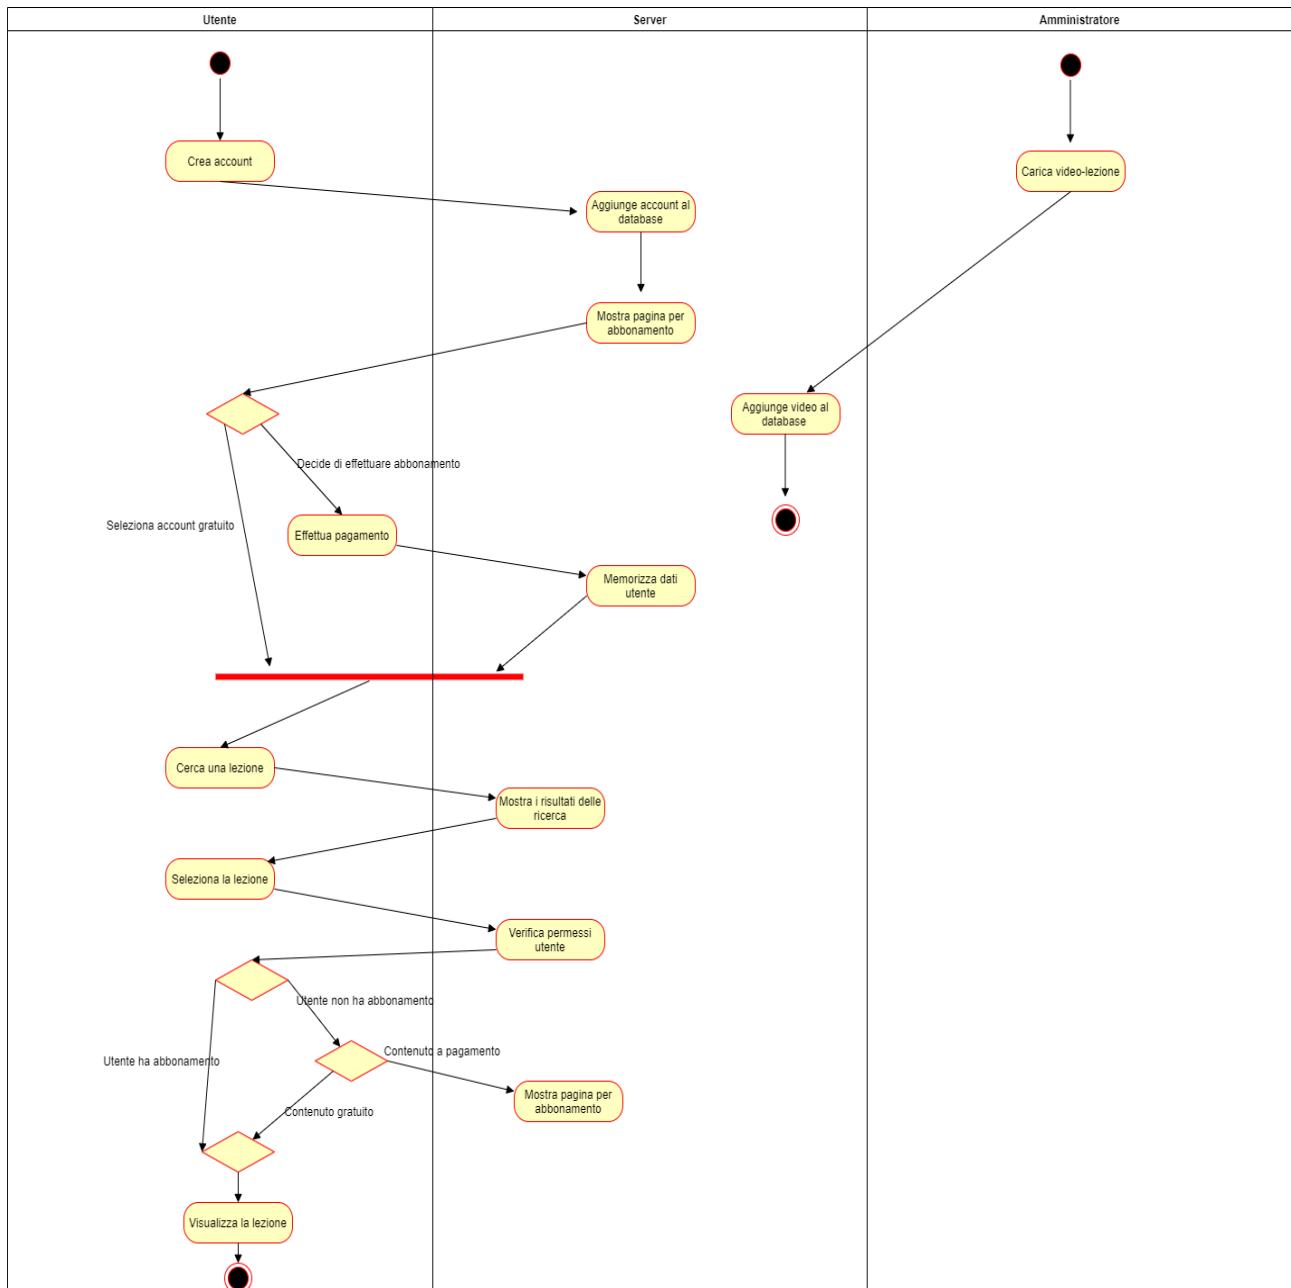 Utente
Server
Amministratore
Crea account
Carica video-lezione
Aggiunge account al
database
Mostra pagina per
abbonamento
Aggiunge video al
database
Decide di effettuare abbonamento
Seleziona account gratuito
Effettua pagamento
Memorizza dati
utente
Cerca una lezione
Mostra i risultati delle
ricerca
Seleziona la lezione
Verifica permessi
utente
Utente non ha abbonamento
Utente ha abbonamento
Contenuto a pagamento
Mostra pagina per
abbonamento
Contenuto gratuito
Visualizza la lezione